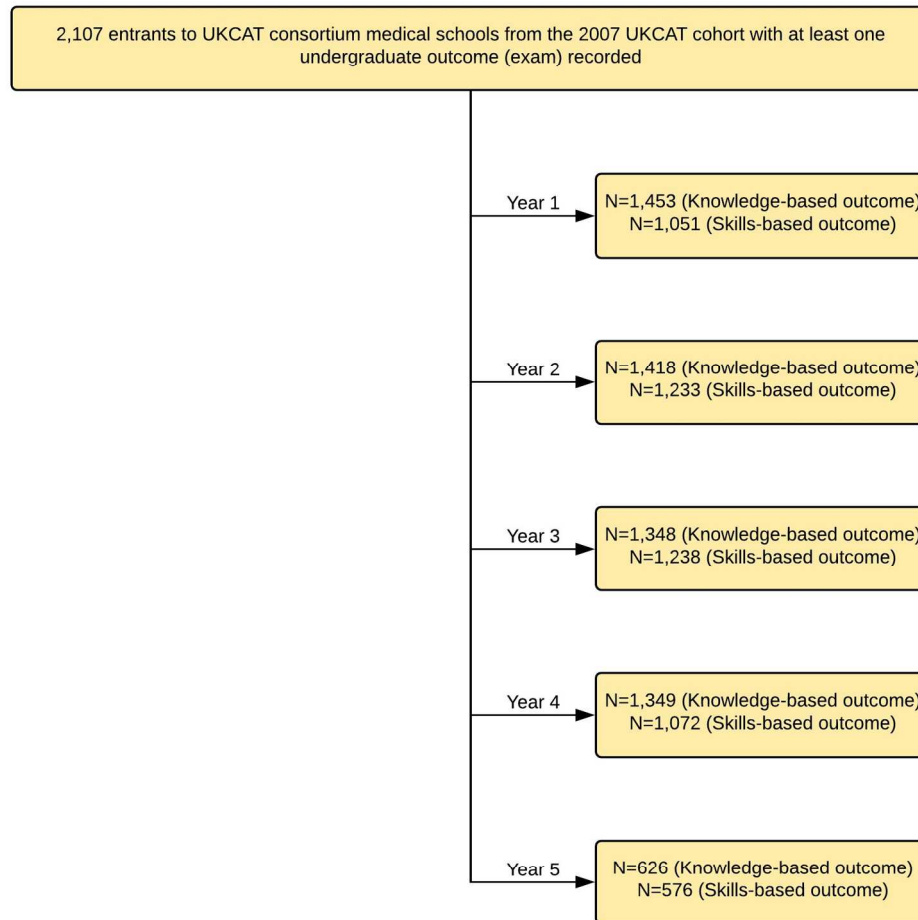 2,107 entrants to UKCAT consortium medical schools from the 2007 UKCAT cohort with at least one
undergraduate outcome (exam) recorded
Year 1
N=1,453 (Knowledge-based outcome)
N=1,051 (Skills-based outcome)
Year 2
N=1,418 (Knowledge-based outcome)
N=1,233 (Skills-based outcome)
Year 3
N=1,348 (Knowledge-based outcome)
N=1,238 (Skills-based outcome)
Year 4
N=1,349 (Knowledge-based outcome)
N=1,072 (Skills-based outcome)
Year 5
N=626 (Knowledge-based outcome)
N=576 (Skills-based outcome)